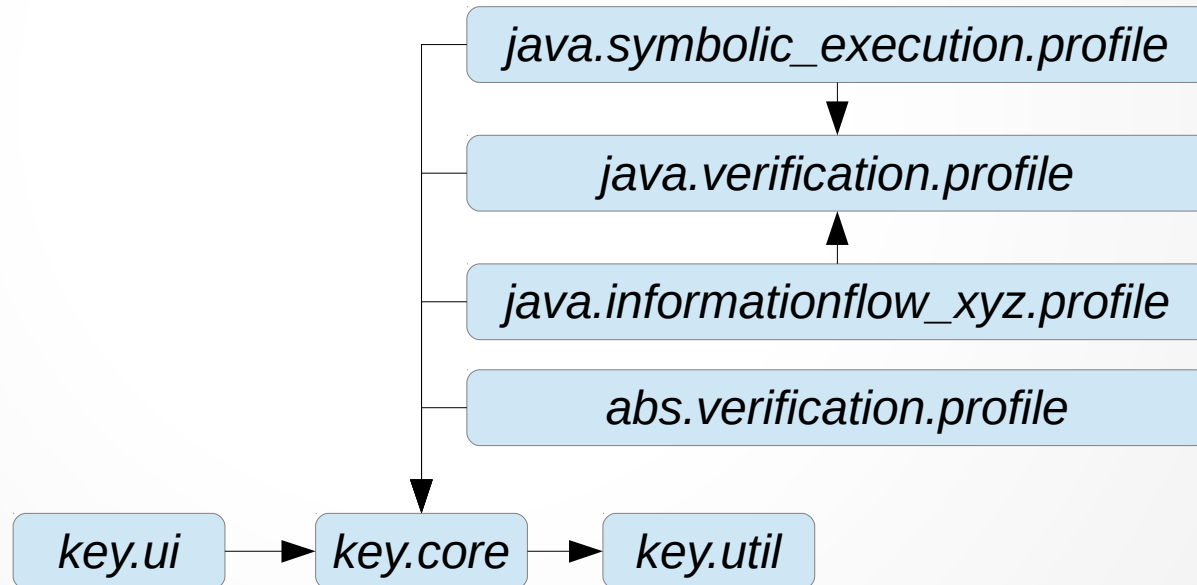 java.symbolic_execution.profile
java.verification.profile
java.informationflow_xyz.profile
abs.verification.profile
key.ui
key.core
key.util